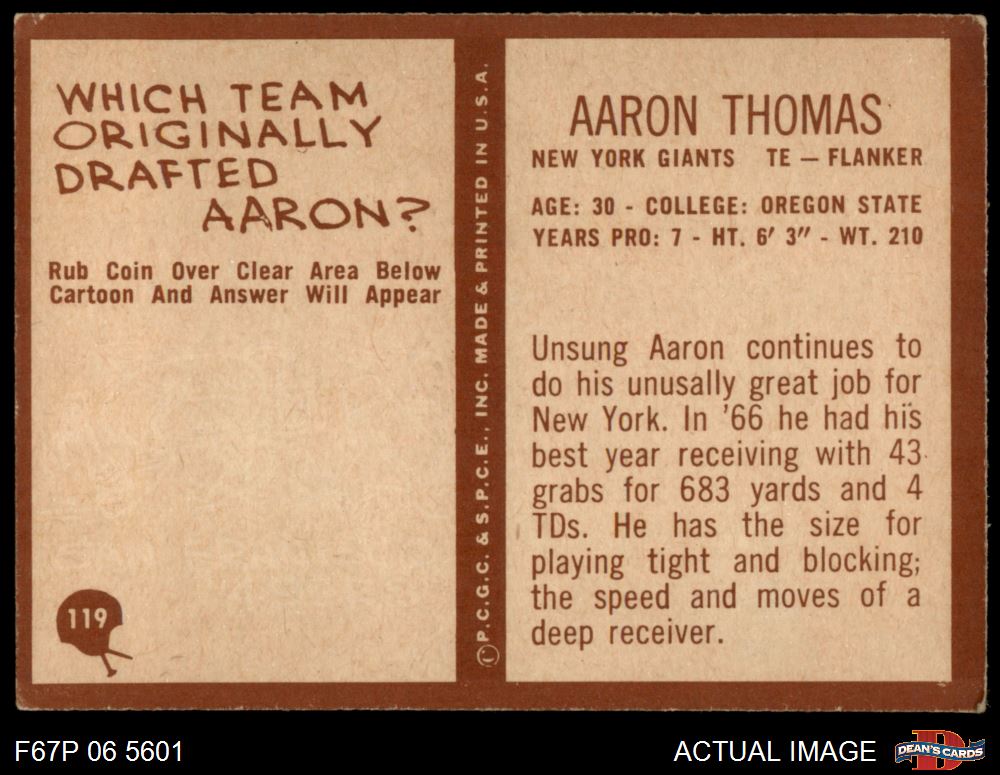 WHICH TEAM
ORIGINALLY
DRAFTED
AARON?
Rub Coin Over Clear Area Below
Cartoon And Answer Will Appear
119
© P.C.G.C. & S.P.C.E., INC. MADE & PRINTED IN U.S.A.
AARON THOMAS
NEW YORK GIANTS TE — FLANKER
AGE: 30 - COLLEGE: OREGON STATE
YEARS PRO: 7 - HT. 6' 3" - WT. 210
Unsung Aaron continues to
do his unusally great job for
New York. In '66 he had his
best year receiving with 43
grabs for 683 yards and 4
TDs. He has the size for
playing tight and blocking;
the speed and moves of a
deep receiver.
F67P 06 5601
ACTUAL IMAGE
DEAN'S CARDS